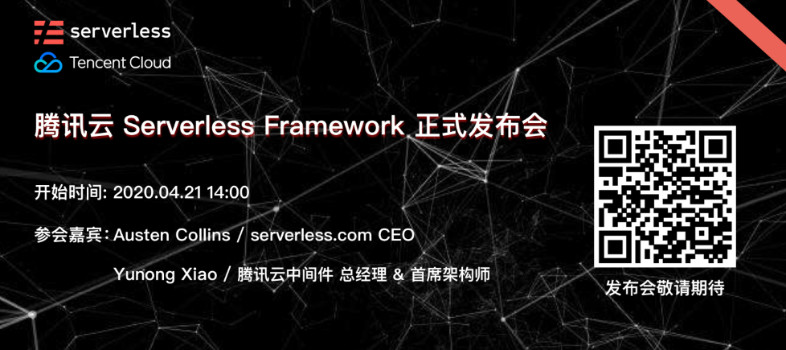 serverless
Tencent Cloud
腾讯云 Serverless Framework 正式发布会
开始时间: 2020.04.21 14:00
参会嘉宾: Austen Collins / serverless.com CEO
Yunong Xiao / 腾讯云中间件 总经理 & 首席架构师
发布会敬请期待